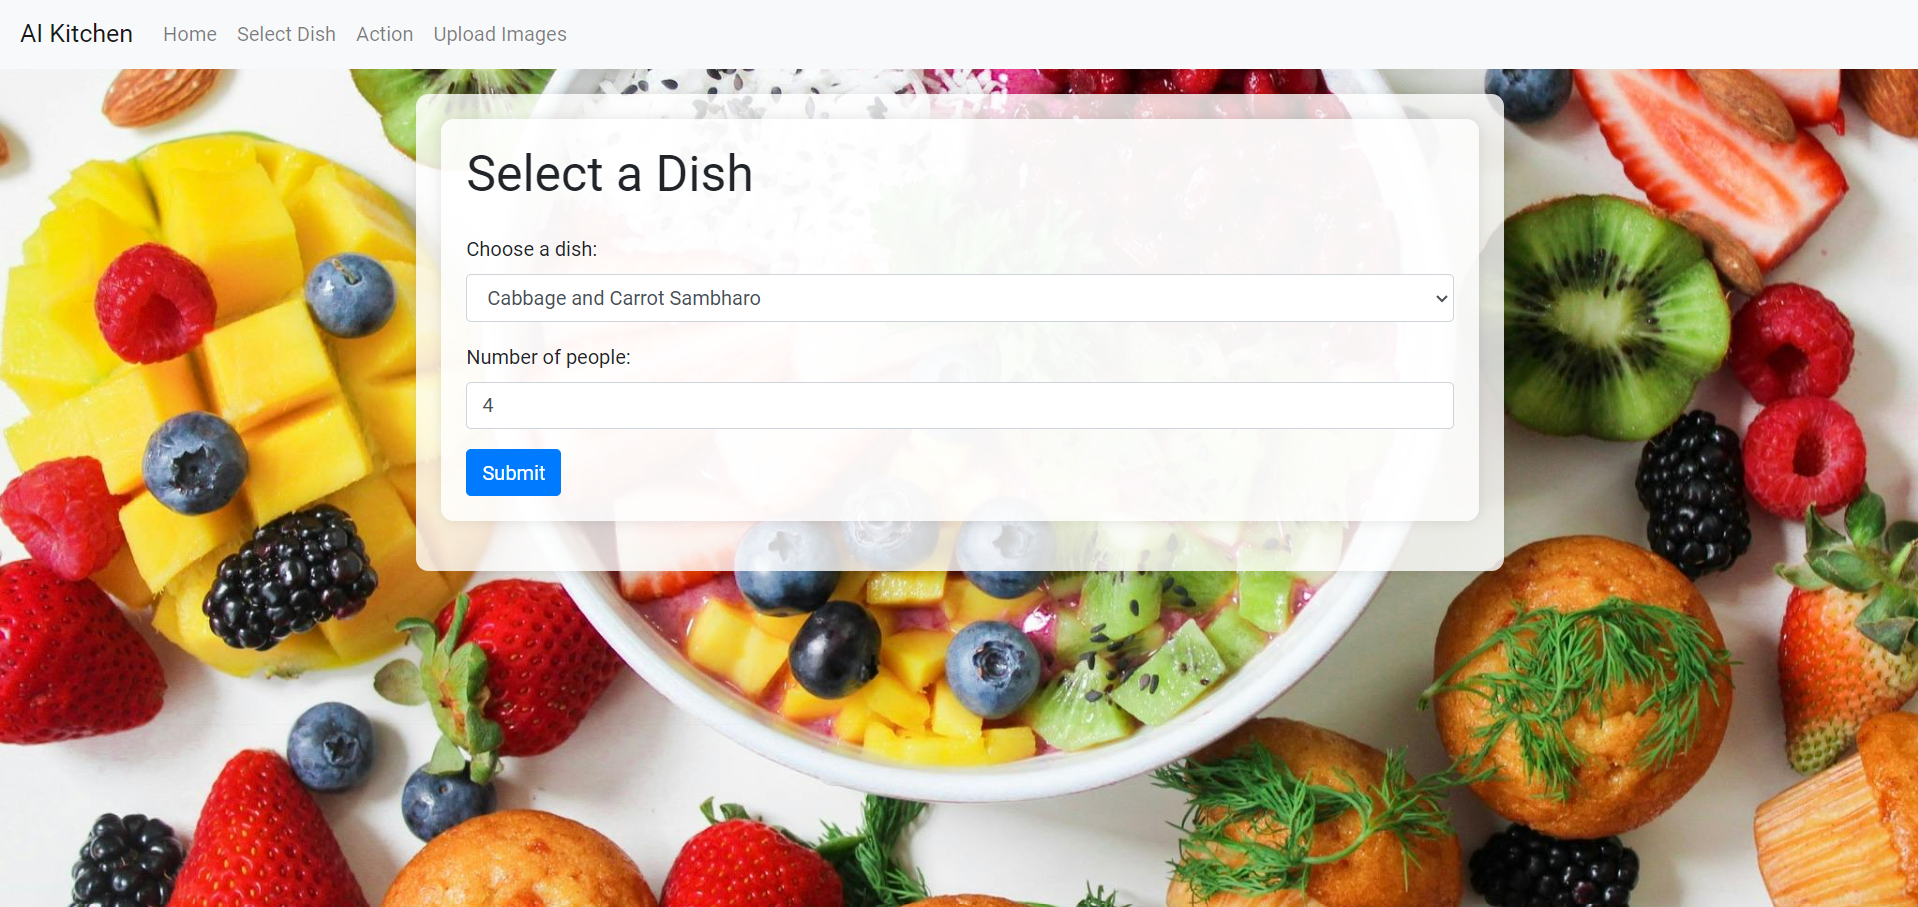 AI Kitchen Home Select Dish Action Upload Images
Select a Dish
Choose a dish:
Cabbage and Carrot Sambharo
Number of people:
4
Submit